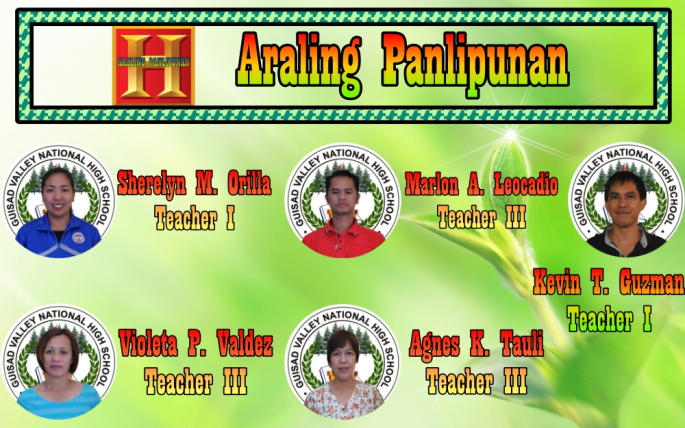 ARALING PANLIPUNAN
H
Araling Panlipunan
GUISAD VALLEY NATIONAL HIGH SCHOOL
Sherelyn M. Orilla
Teacher I
GUISAD VALLEY NATIONAL HIGH SCHOOL
Marlon A. Leocadio
Teacher III
GUISAD VALLEY NATIONAL HIGH SCHOOL
Kevin T. Guzman
Teacher I
GUISAD VALLEY NATIONAL HIGH SCHOOL
Violeta P. Valdez
Teacher III
GUISAD VALLEY NATIONAL HIGH SCHOOL
Agnes K. Tauli
Teacher III